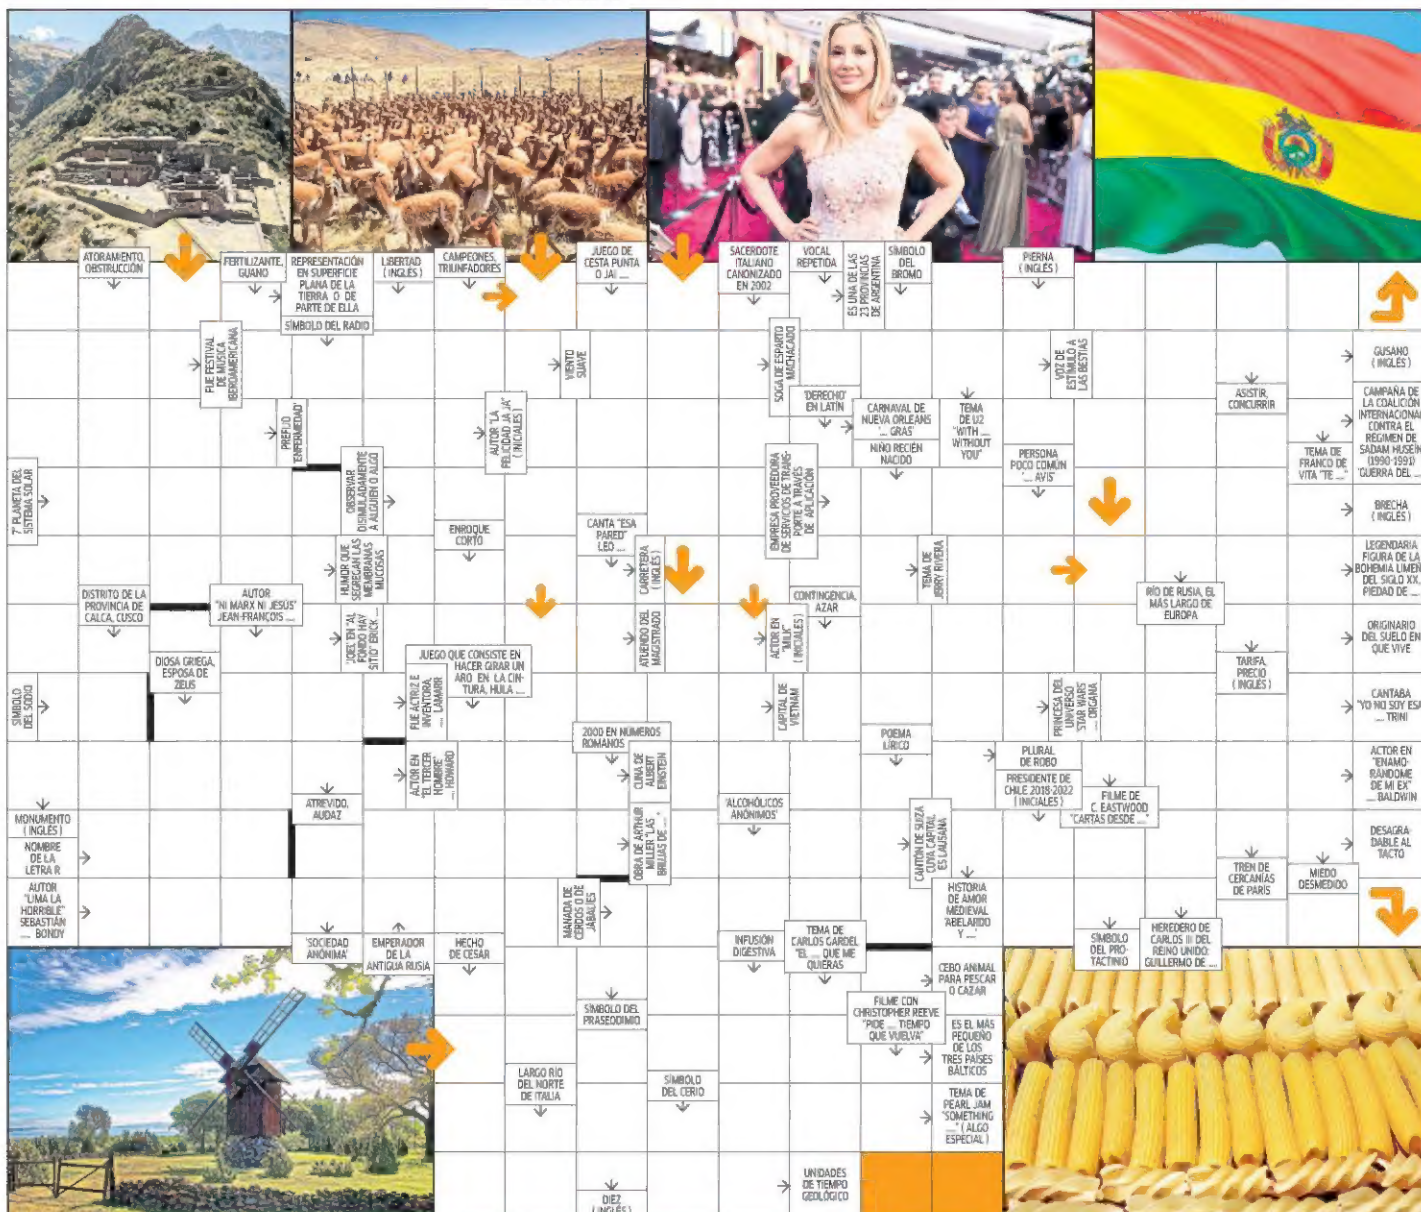 ATORAMIENTO,
OBSTRUCCIÓN
FERTILIZANTE,
GUANO
REPRESENTACIÓN
EN SUPERFICIE
PLANA DE LA
TIERRA O DE
PARTE DE ELLA
SÍMBOLO DEL RADIO
LIBERTAD
(INGLÉS)
CAMPEONES,
TRIUNFADORES
JUEGO DE
CESTA PUNTA
O JAI ....
SACERDOTE
ITALIANO
CANONIZADO
EN 2002
VOCAL
REPETIDA
ES UNA DE LAS
23 PROVINCIAS
DE ARGENTINA
SÍMBOLO
DEL
BROMO
PIERNA
(INGLÉS)
FUE FESTIVAL
DE MÚSICA
IBEROAMERICANA
VIENTO
SUAVE
SOGA DE ESPARTO
MACHACADO
VOZ DE
ESTÍMULO A
LAS BESTIAS
GUSANO
(INGLÉS)
PREFIJO
'ENFERMEDAD'
AUTOR "LA
FELICIDAD JA JA"
(INICIALES)
'DERECHO'
EN LATÍN
CARNAVAL DE
NUEVA ORLEANS
'.... GRAS'
NIÑO RECIÉN
NACIDO
TEMA
DE U2
"WITH ....
WITHOUT
YOU"
ASISTIR,
CONCURRIR
CAMPAÑA DE
LA COALICIÓN
INTERNACIONAL
CONTRA EL
RÉGIMEN DE
SADAM HUSEÍN
(1990-1991)
'GUERRA DEL ....
7° PLANETA DEL
SISTEMA SOLAR
OBSERVAR
DISIMULADAMENTE
A ALGUIEN O ALGO
ENROQUE
CORTO
CANTA "ESA
PARED"
LEO ....
EMPRESA PROVEEDORA
DE SERVICIOS DE TRANS-
PORTE A TRAVÉS
DE APLICACIÓN
PERSONA
POCO COMÚN
'.... AVIS'
TEMA DE
FRANCO DE
VITA "TE ...."
BRECHA
(INGLÉS)
HUMOR QUE
SEGREGAN LAS
MEMBRANAS
MUCOSAS
CARRETERA
(INGLÉS)
TEMA DE
JERRY RIVERA
LEGENDARIA
FIGURA DE LA
BOHEMIA LIMEÑ
DEL SIGLO XX,
PIEDAD DE ....
DISTRITO DE LA
PROVINCIA DE
CALCA, CUSCO
AUTOR
"NI MARX NI JESÚS"
JEAN-FRANÇOIS ....
'JOEL' EN "AL
FONDO HAY
SITIO" ERICK ....
ATUENDO DEL
MAGISTRADO
ACTOR EN
"MILK"
(INICIALES)
CONTINGENCIA,
AZAR
RÍO DE RUSIA, EL
MÁS LARGO DE
EUROPA
ORIGINARIO
DEL SUELO EN
QUE VIVE
DIOSA GRIEGA,
ESPOSA DE
ZEUS
JUEGO QUE CONSISTE EN
HACER GIRAR UN
ARO EN LA CIN-
TURA, HULA ....
TARIFA,
PRECIO
(INGLÉS)
SÍMBOLO
DEL SODIO
FUE ACTRIZ E
INVENTORA,
.... LAMARR
CAPITAL DE
VIETNAM
PRINCESA DEL
UNIVERSO
'STAR WARS'
.... ORGANA
CANTABA
"YO NO SOY ESA
.... TRINI
ACTOR EN
"EL TERCER
HOMBRE"
.... HOWARD
2000 EN NÚMEROS
ROMANOS
CUNA DE
ALBERT
EINSTEIN
POEMA
LÍRICO
PLURAL
DE ROBO
PRESIDENTE DE
CHILE 2018-2022
(INICIALES)
FILME DE
C. EASTWOOD
"CARTAS DESDE ...."
ACTOR EN
"ENAMO-
RÁNDOME
DE MI EX"
.... BALDWIN
MONUMENTO
(INGLÉS)
NOMBRE
DE LA
LETRA R
ATREVIDO,
AUDAZ
OBRA DE ARTHUR
MILLER "LAS
BRUJAS DE ...."
'ALCOHÓLICOS
ANÓNIMOS'
CANTÓN DE SUIZA
CUYA CAPITAL
ES LAUSANA
DESAGRA-
DABLE AL
TACTO
AUTOR
"LIMA LA
HORRIBLE"
SEBASTIÁN
.... BONDY
MANADA DE
CERDOS O DE
JABALÍES
HISTORIA
DE AMOR
MEDIEVAL
'ABELARDO
Y ....'
TREN DE
CERCANÍAS
DE PARÍS
MIEDO
DESMEDIDO
'SOCIEDAD
ANÓNIMA'
EMPERADOR
DE LA
ANTIGUA RUSIA
HECHO
DE CESAR
INFUSIÓN
DIGESTIVA
TEMA DE
CARLOS GARDEL
"EL .... QUE ME
QUIERAS
SÍMBOLO
DEL PRO-
TACTINIO
HEREDERO DE
CARLOS III DEL
REINO UNIDO:
GUILLERMO DE ....
CEBO ANIMAL
PARA PESCAR
O CAZAR
SÍMBOLO DEL
PRASEODIMIO
FILME CON
CHRISTOPHER REEVE
"PIDE .... TIEMPO
QUE VUELVA"
ES EL MÁS
PEQUEÑO
DE LOS
TRES PAÍSES
BÁLTICOS
LARGO RÍO
DEL NORTE
DE ITALIA
SÍMBOLO
DEL CERIO
TEMA DE
PEARL JAM
"SOMETHING
...." (ALGO
ESPECIAL)
DIEZ
(INGLÉS)
UNIDADES
DE TIEMPO
GEOLÓGICO